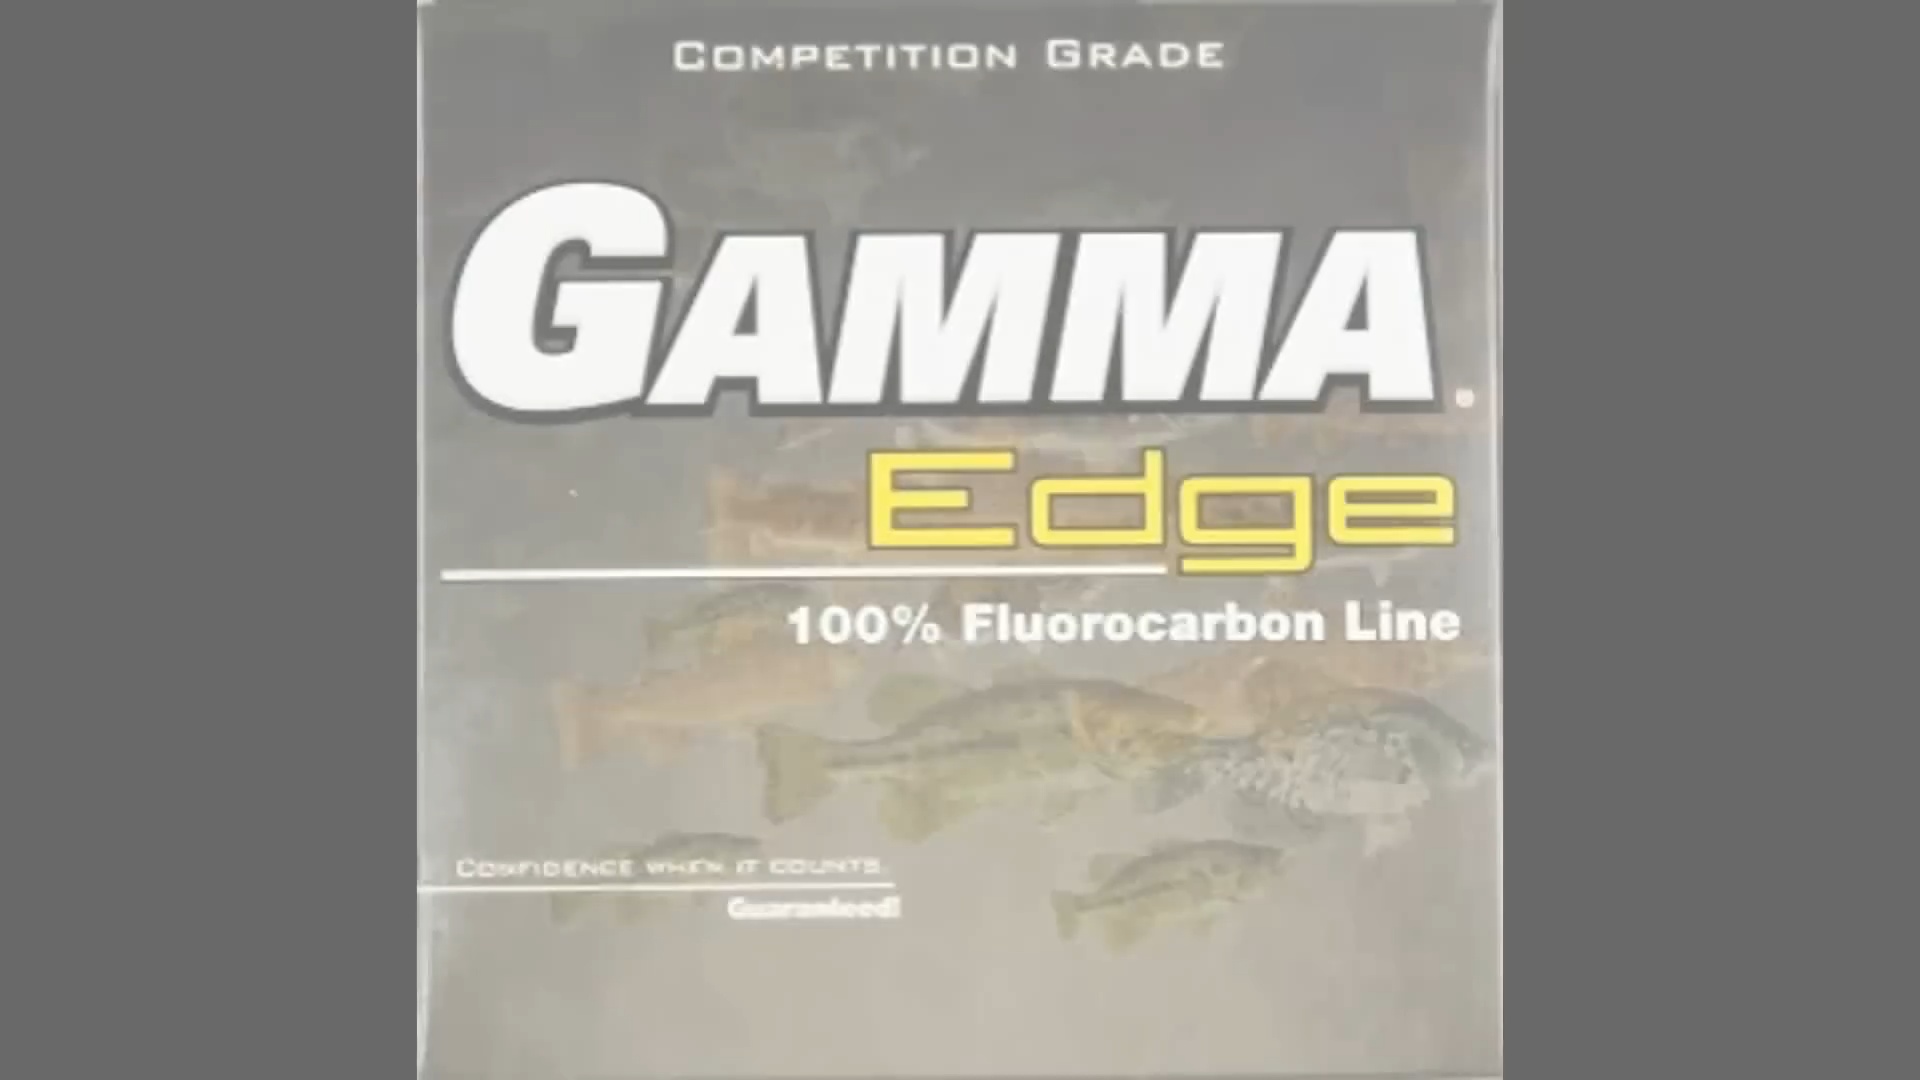 COMPETITION GRADE
GAMMA
Edge
100% Fluorocarbon Line
CONFIDENCE WHEN IT COUNTS.
Guaranteed!